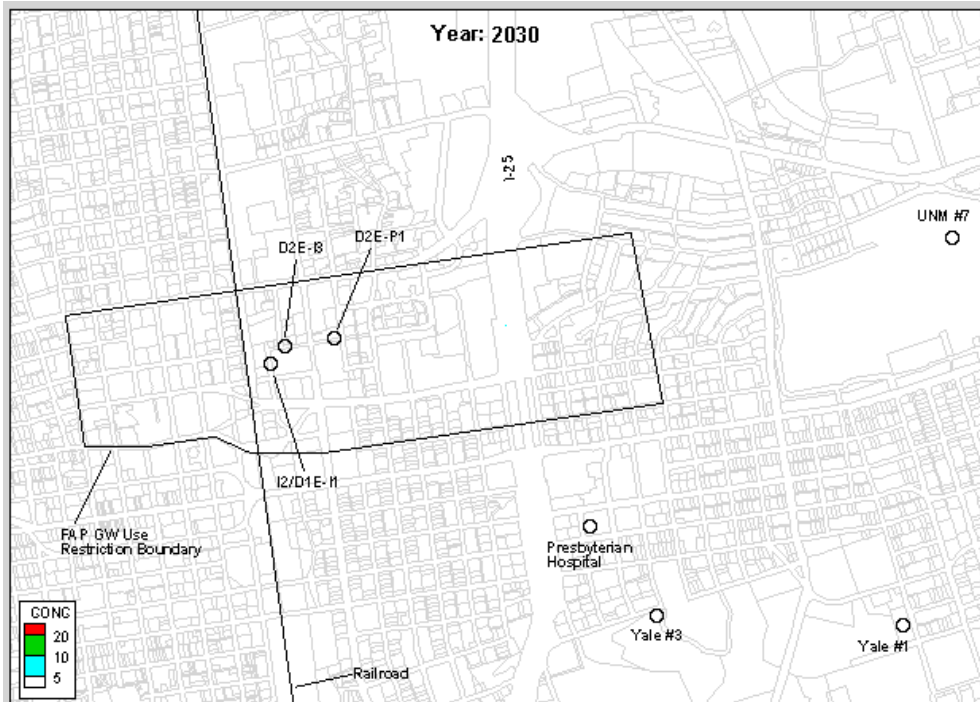 Year: 2030
I-25
UNM #7
D2E-P1
D2E-I3
I2/D1E-I1
FAP GW Use
Restriction Boundary
Presbyterian
Hospital
Yale #3
Yale #1
CONC
20
10
5
Railroad